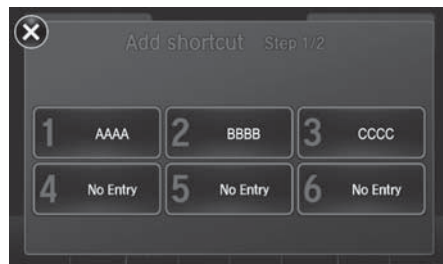 Add shortcut Step 1/2
1 AAAA 2 BBBB 3 CCCC
4 No Entry 5 No Entry 6 No Entry